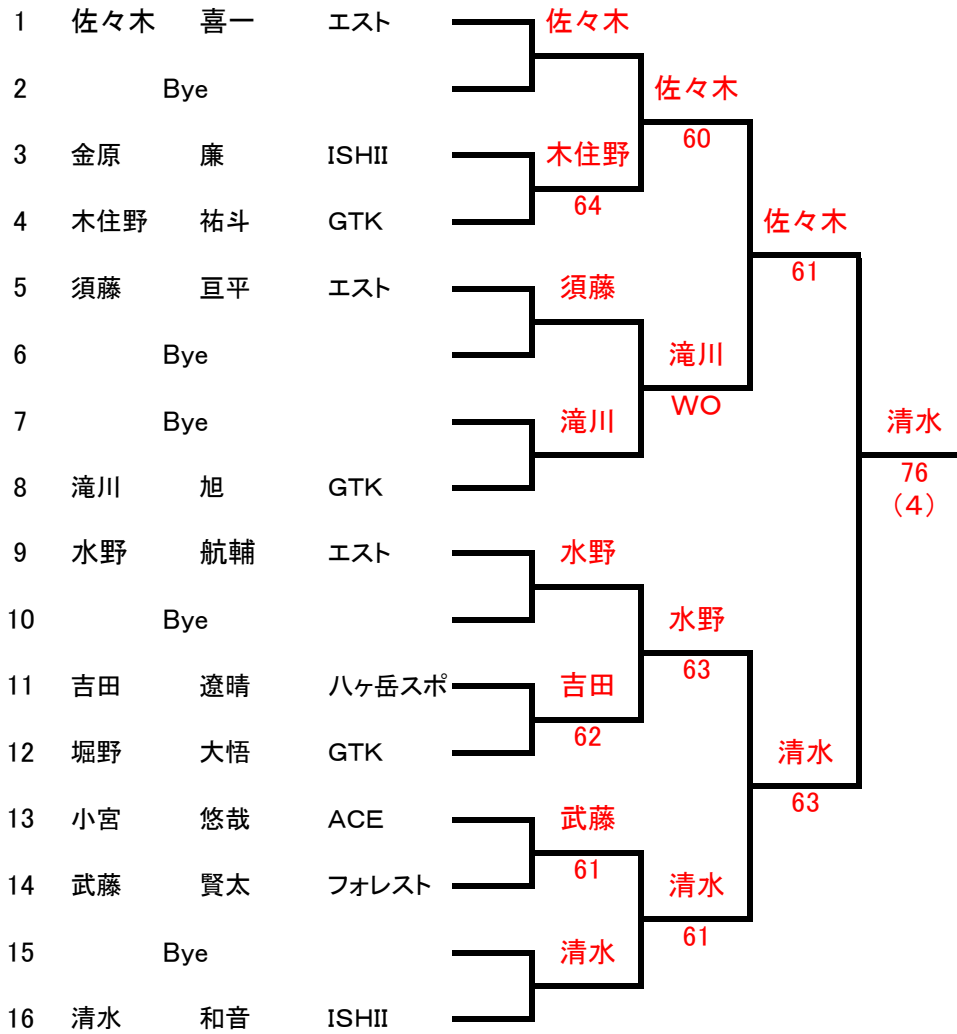 1 佐々木 喜一 エスト 佐々木
2 Bye
佐々木
60
3 金原 廉 ISHII 木住野
64
4 木住野 祐斗 GTK
佐々木
61
5 須藤 亘平 エスト 須藤
6 Bye
滝川
WO
7 Bye 滝川
清水
76
(4)
8 滝川 旭 GTK
9 水野 航輔 エスト 水野
10 Bye
水野
63
11 吉田 遼晴 八ヶ岳スポ 吉田
62
12 堀野 大悟 GTK
清水
63
13 小宮 悠哉 ACE 武藤
61
14 武藤 賢太 フォレスト
清水
61
15 Bye 清水
16 清水 和音 ISHII